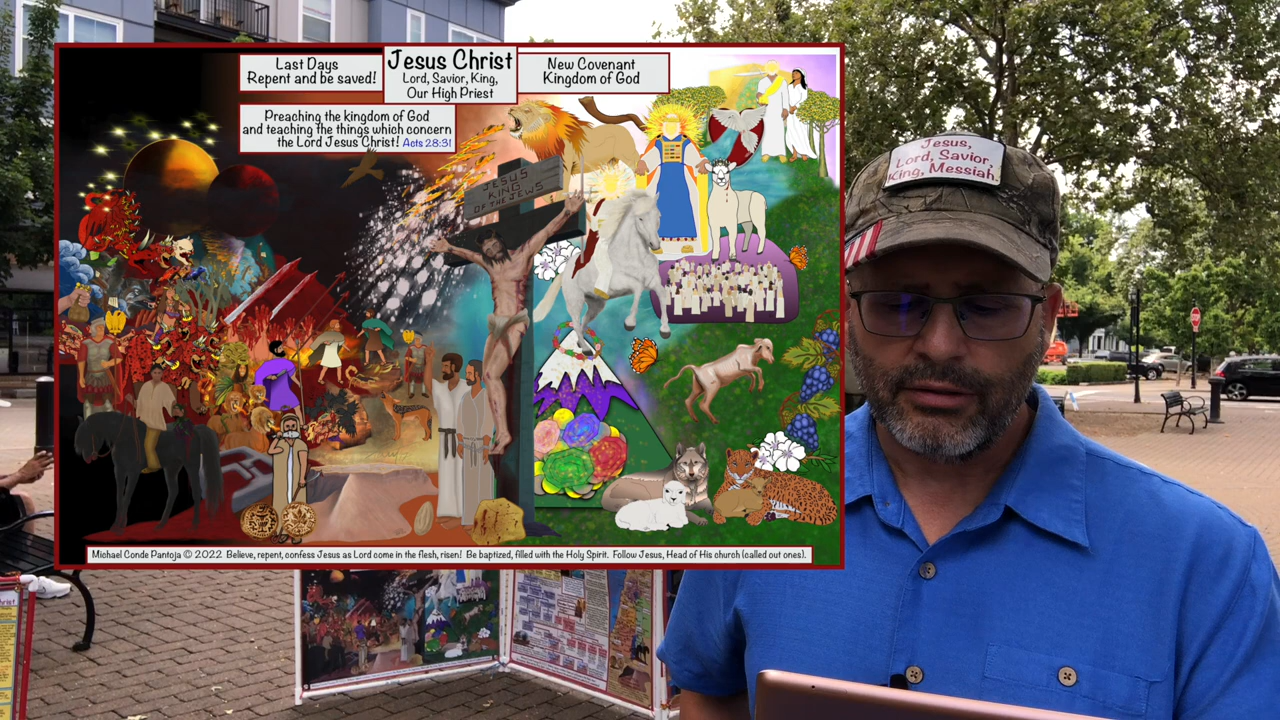 Last Days
Repent and be saved!
Jesus Christ
Lord, Savior, King,
Our High Priest
New Covenant
Kingdom of God
Preaching the kingdom of God
and teaching the things which concern
the Lord Jesus Christ! Acts 28:31
JESUS
KING
OF THE JEWS
Jesus,
Lord, Savior,
King, Messiah.
Michael Conde Pantoja © 2022 Believe, repent, confess Jesus as Lord come in the flesh, risen! Be baptized, filled with the Holy Spirit. Follow Jesus, Head of His church (called out ones).